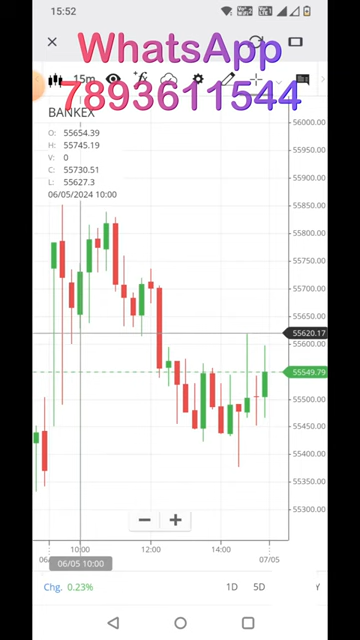 15:52
WhatsApp
15m
7893611544
BANKEX
O: 55654.39
H: 55745.19
V: 0
C: 55730.51
L: 55627.3
06/05/2024 10:00
56000.00
55950.00
55900.00
55850.00
55800.00
55750.00
55700.00
55650.00
55620.17
55600.00
55549.79
55500.00
55450.00
55400.00
55350.00
55300.00
10:00 12:00 14:00
06/05 10:00
07/05
Chg. 0.23% 1D 5D Y